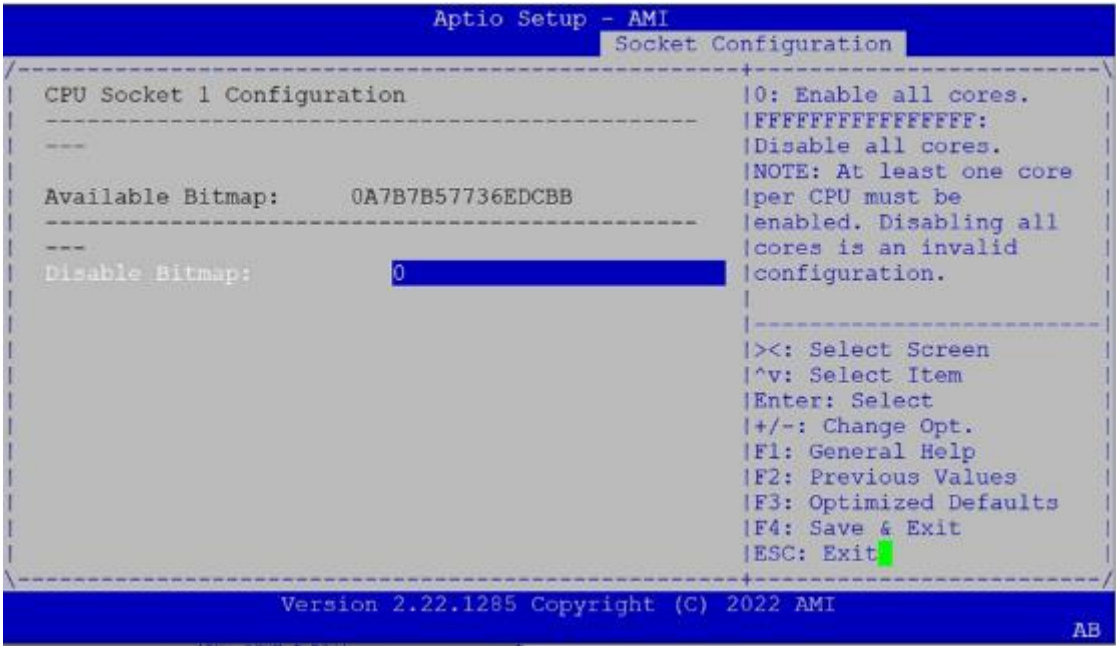 Aptio Setup - AMI
Socket Configuration
CPU Socket 1 Configuration
Available Bitmap: 0A7B7B57736EDCBB
Disable Bitmap: 0
0: Enable all cores.
FFFFFFFFFFFFFFFF:
Disable all cores.
NOTE: At least one core
per CPU must be
enabled. Disabling all
cores is an invalid
configuration.
><: Select Screen
^v: Select Item
Enter: Select
+/-: Change Opt.
F1: General Help
F2: Previous Values
F3: Optimized Defaults
F4: Save & Exit
ESC: Exit
Version 2.22.1285 Copyright (C) 2022 AMI
AB